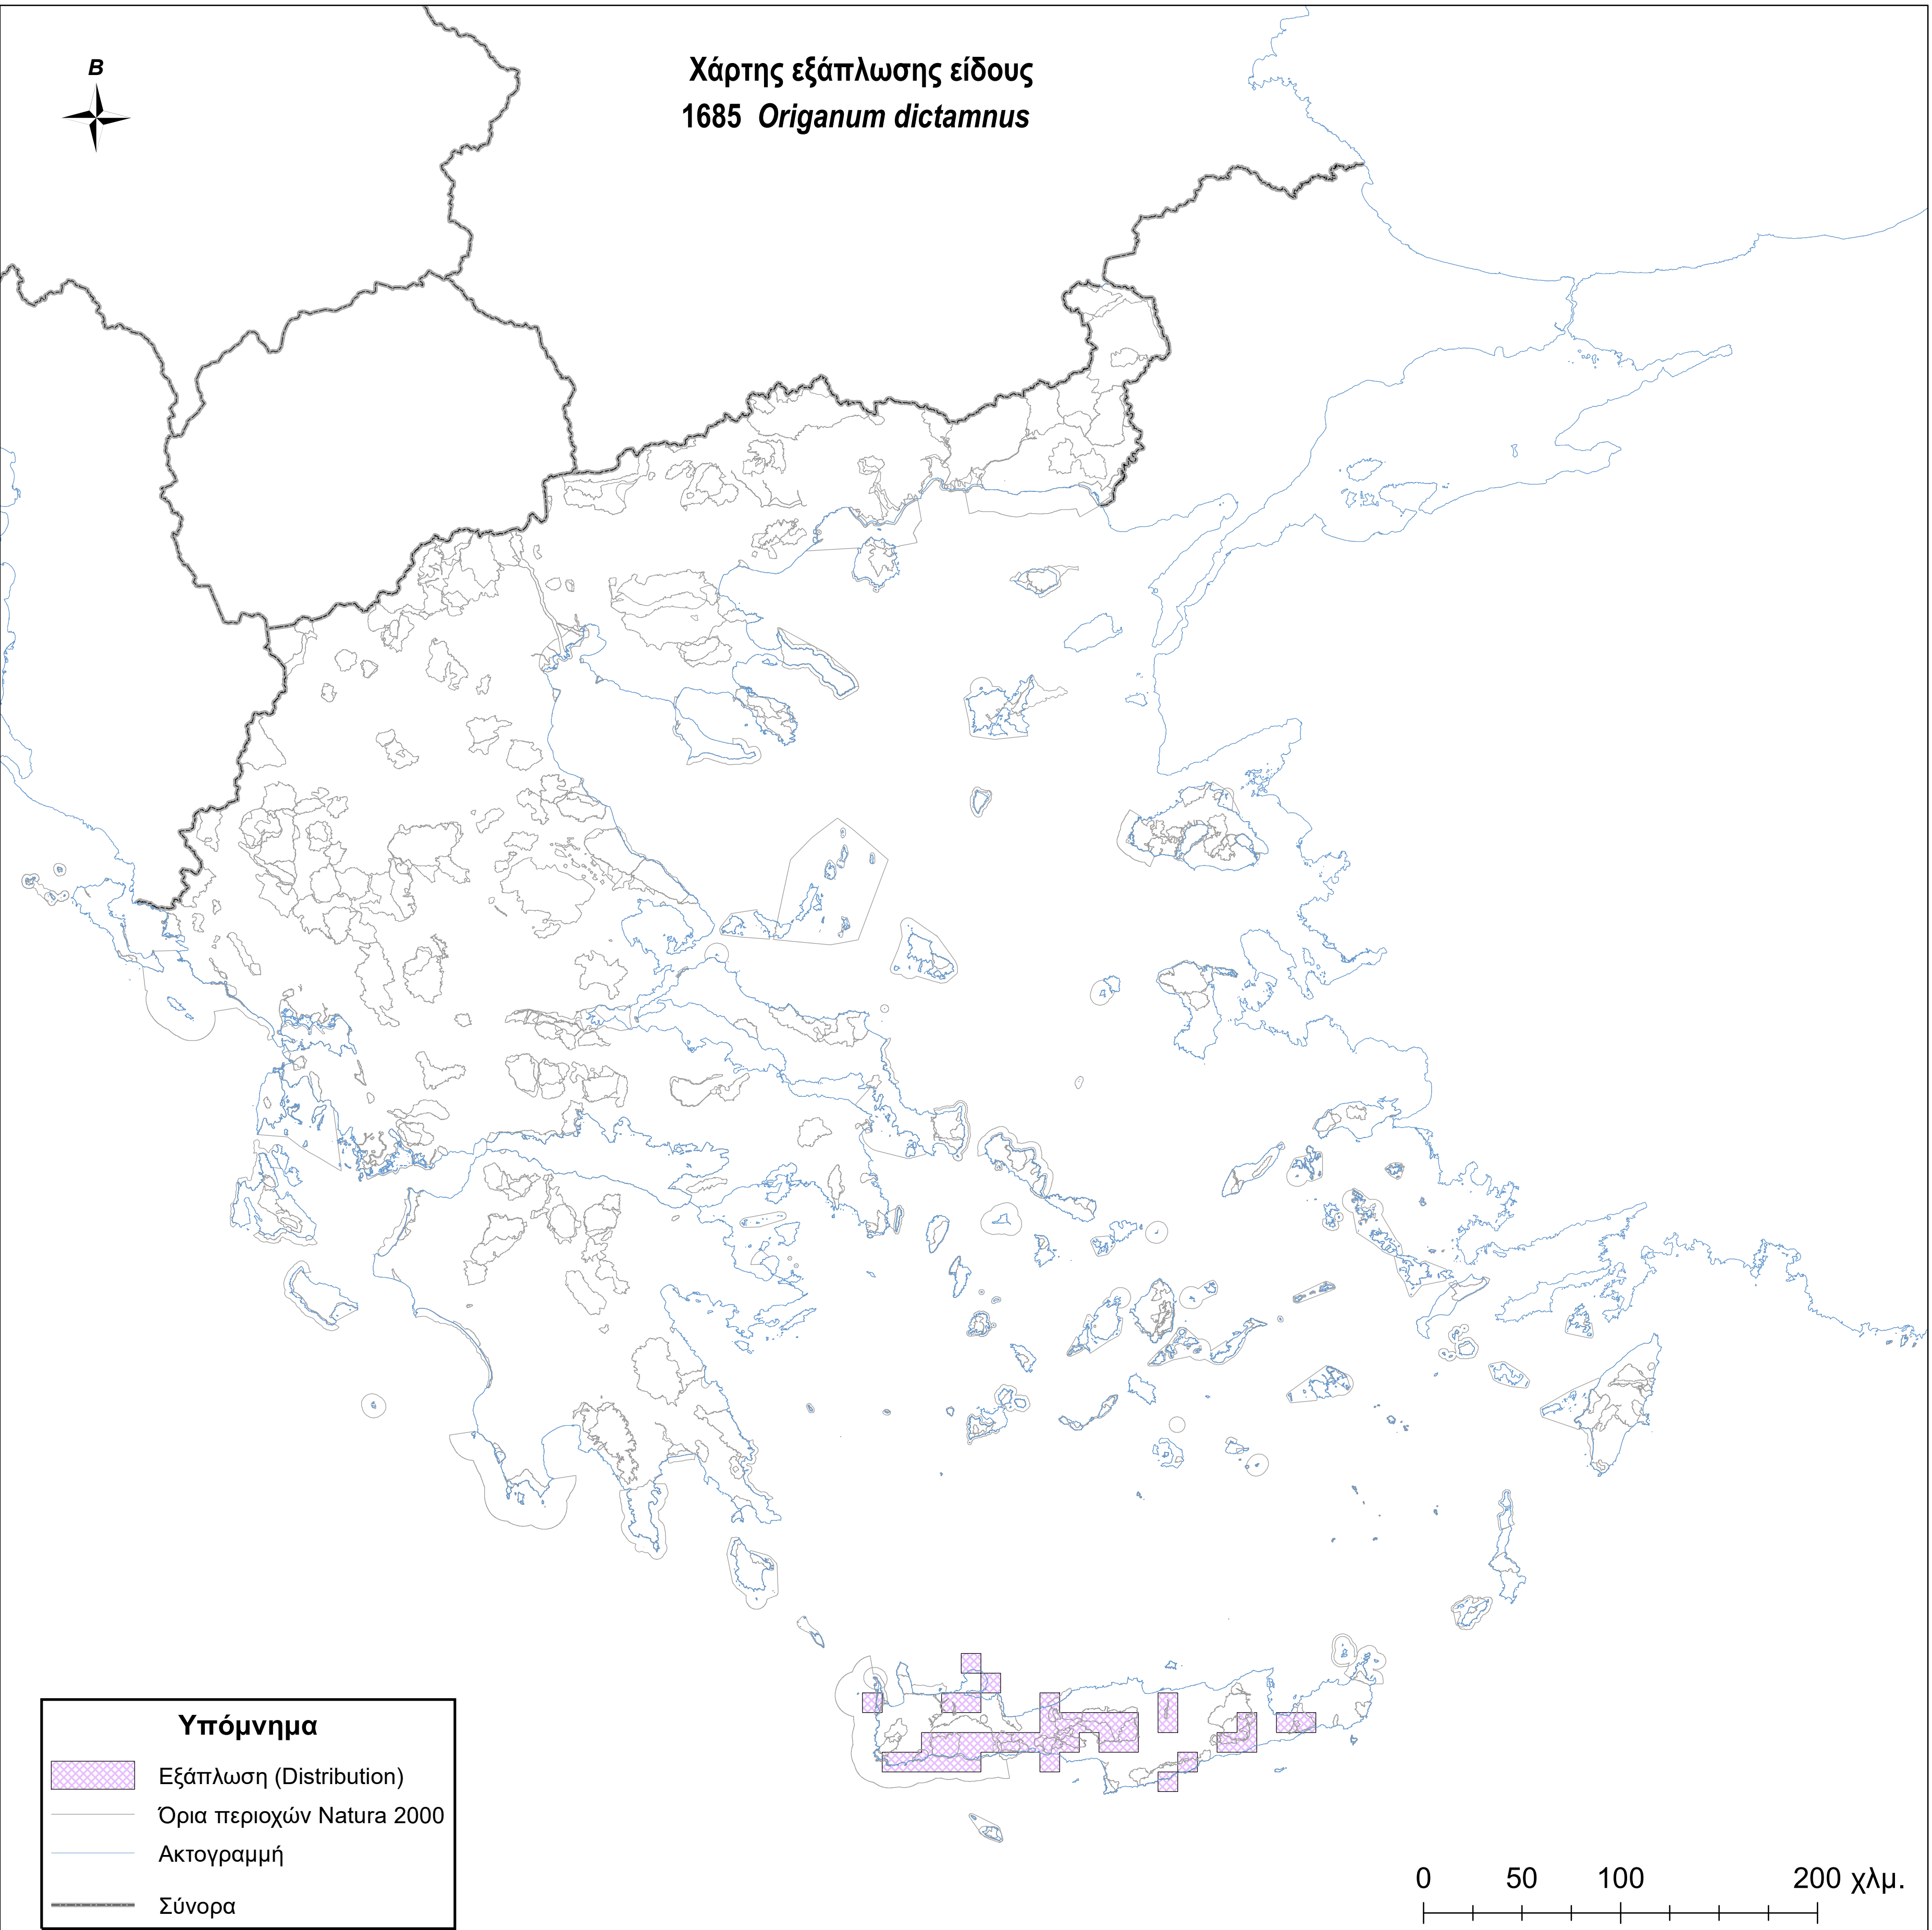 B
Χάρτης εξάπλωσης είδους
1685 Origanum dictamnus
Υπόμνημα
Εξάπλωση (Distribution)
Όρια περιοχών Natura 2000
Ακτογραμμή
Σύνορα
0 50 100 200 χλμ.